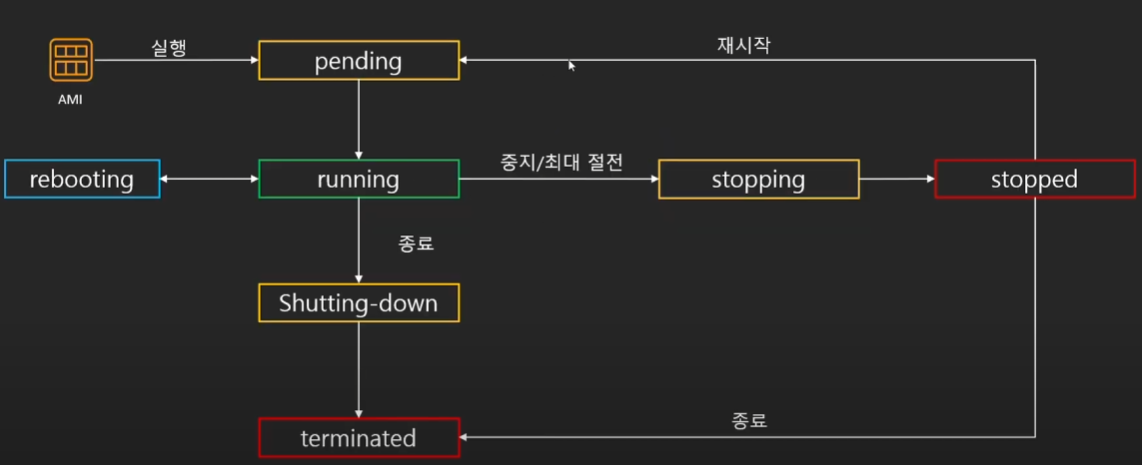 실행
재시작
pending
AMI
rebooting
running
중지/최대 절전
stopping
stopped
종료
Shutting-down
종료
terminated